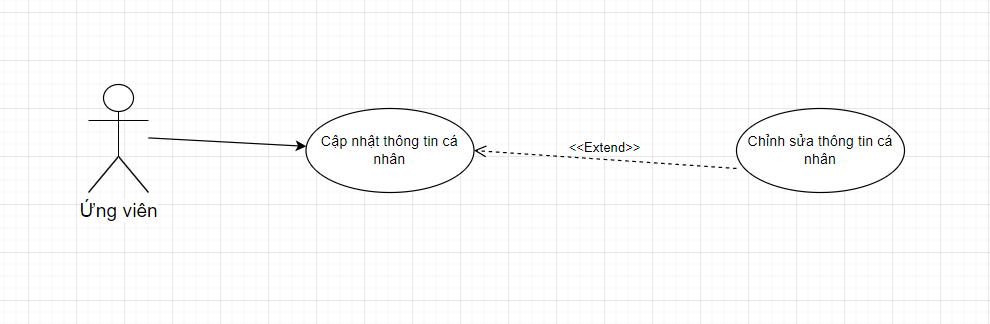 Cập nhật thông tin cá
nhân
<<Extend>>
Chỉnh sửa thông tin cá
nhân
Ứng viên